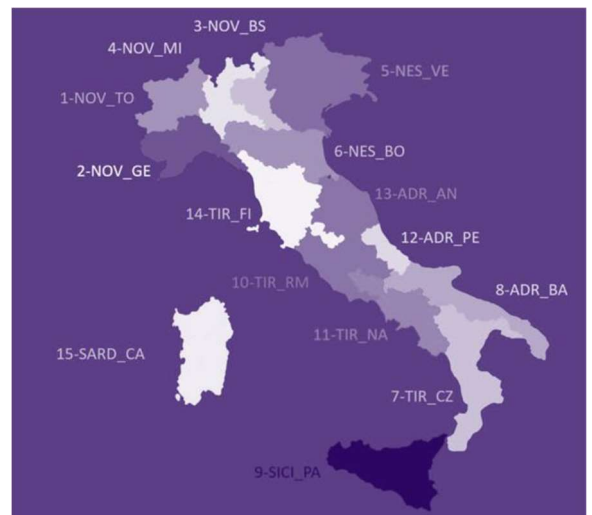 3-NOV_BS
4-NOV_MI
5-NES_VE
1-NOV_TO
6-NES_BO
2-NOV_GE
13-ADR_AN
14-TIR_FI
12-ADR_PE
10-TIR_RM
8-ADR_BA
11-TIR_NA
15-SARD_CA
7-TIR_CZ
9-SICI_PA